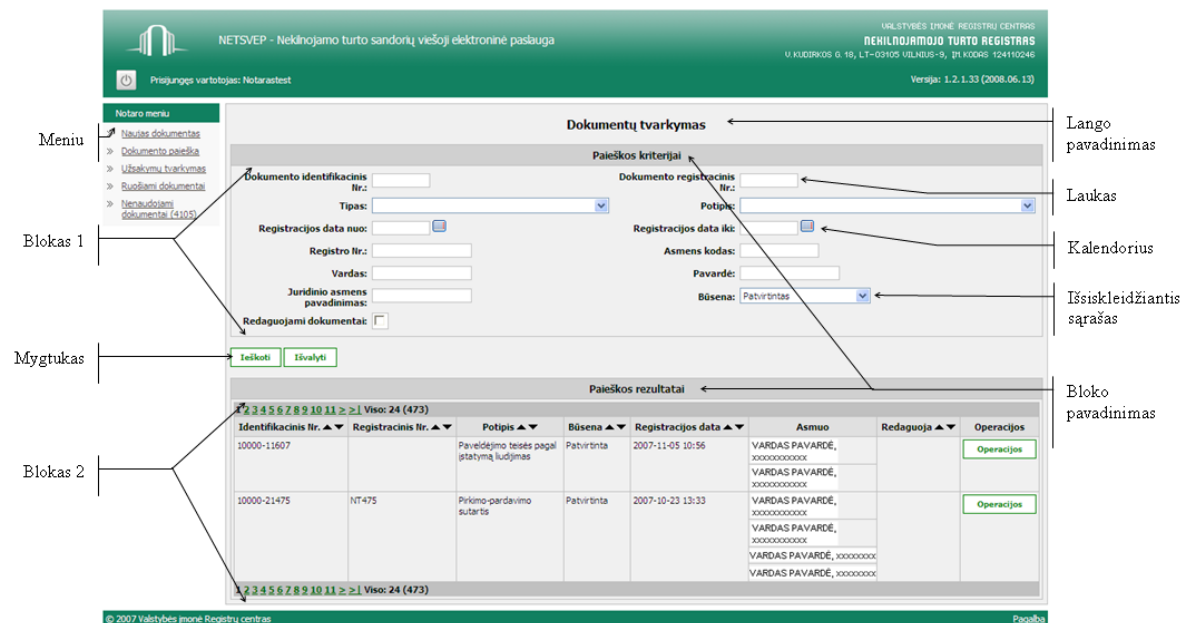 VALSTYBĖS ĮMONĖ REGISTRŲ CENTRAS
NETSVEP - Nekilnojamo turto sandorių viešoji elektroninė paslauga
NEKILNOJAMOJO TURTO REGISTRAS
V.KUDIRKOS G. 18, LT-03105 VILNIUS-9, ĮM.KODAS 124110246
Prisijungęs vartotojas: Notarastest
Versija: 1.2.1.33 (2008.06.13)
Notaro meniu
Naujas dokumentas
Dokumento paieška
Užsakymų tvarkymas
Ruošiami dokumentai
Nenaudojami
dokumentai (4105)
Meniu
Blokas 1
Mygtukas
Blokas 2
Dokumentų tvarkymas
Paieškos kriterijai
Dokumento identifikacinis
Nr.:
Dokumento registracinis
Nr.:
Tipas:
Potipis:
Registracijos data nuo:
Registracijos data iki:
Registro Nr.:
Asmens kodas:
Vardas:
Pavardė:
Juridinio asmens
pavadinimas:
Būsena: Patvirtintas
Redaguojami dokumentai:
Ieškoti Išvalyti
Paieškos rezultatai
1 2 3 4 5 6 7 8 9 10 11 > >| Viso: 24 (473)
Identifikacinis Nr. ▲▼ Registracinis Nr. ▲▼ Potipis ▲▼ Būsena ▲▼ Registracijos data ▲▼ Asmuo Redaguoja ▲▼ Operacijos
10000-11607 Paveldėjimo teisės pagal Patvirtinta 2007-11-05 10:56 VARDAS PAVARDĖ, Operacijos
įstatymą liudijimas xxxxxxxxxxx
VARDAS PAVARDĖ,
xxxxxxxxxxx
10000-21475 NT475 Pirkimo-pardavimo Patvirtinta 2007-10-23 13:33 VARDAS PAVARDĖ, Operacijos
sutartis xxxxxxxxxxx
VARDAS PAVARDĖ,
xxxxxxxxxxx
VARDAS PAVARDĖ, xxxxxxxx
VARDAS PAVARDĖ, xxxxxxxx
1 2 3 4 5 6 7 8 9 10 11 > >| Viso: 24 (473)
© 2007 Valstybės įmonė Registrų centras Pagalba
Lango
pavadinimas
Laukas
Kalendorius
Išsiskleidžiantis
sąrašas
Bloko
pavadinimas